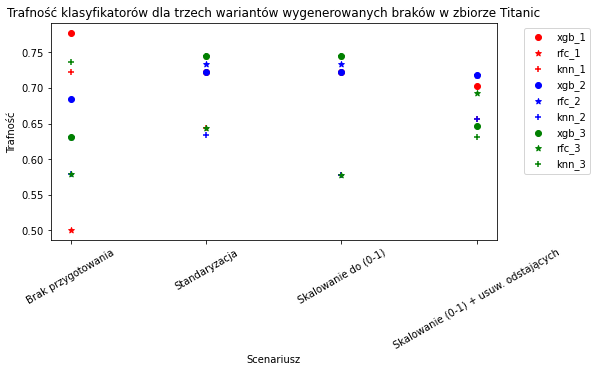 Trafność klasyfikatorów dla trzech wariantów wygenerowanych braków w zbiorze Titanic
Trafność
0.75
0.70
0.65
0.60
0.55
0.50
Brak przygotowania
Standaryzacja
Skalowanie do (0-1)
Skalowanie (0-1) + usuw. odstających
Scenariusz
xgb_1
rfc_1
knn_1
xgb_2
rfc_2
knn_2
xgb_3
rfc_3
knn_3